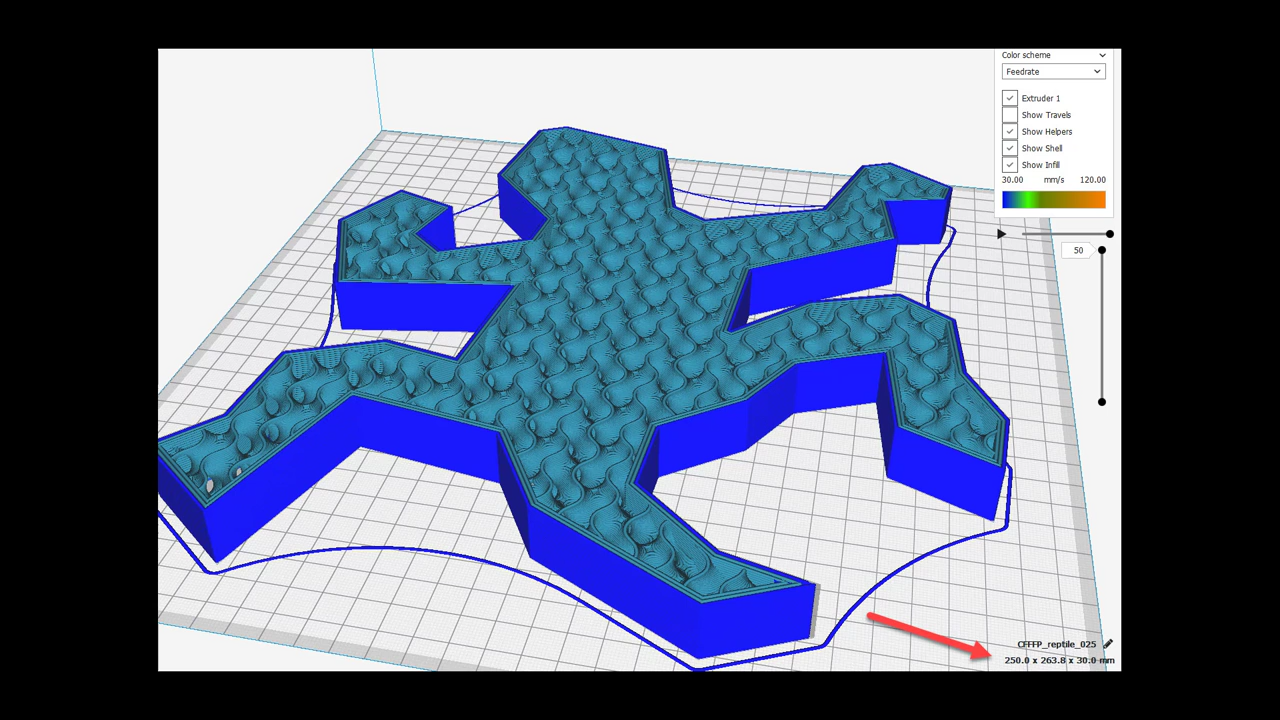 Color scheme
Feedrate
Extruder 1
Show Travels
Show Helpers
Show Shell
Show Infill
30.00 mm/s 120.00
50
CFFFP_reptile_025
250.0 x 263.8 x 30.0 mm